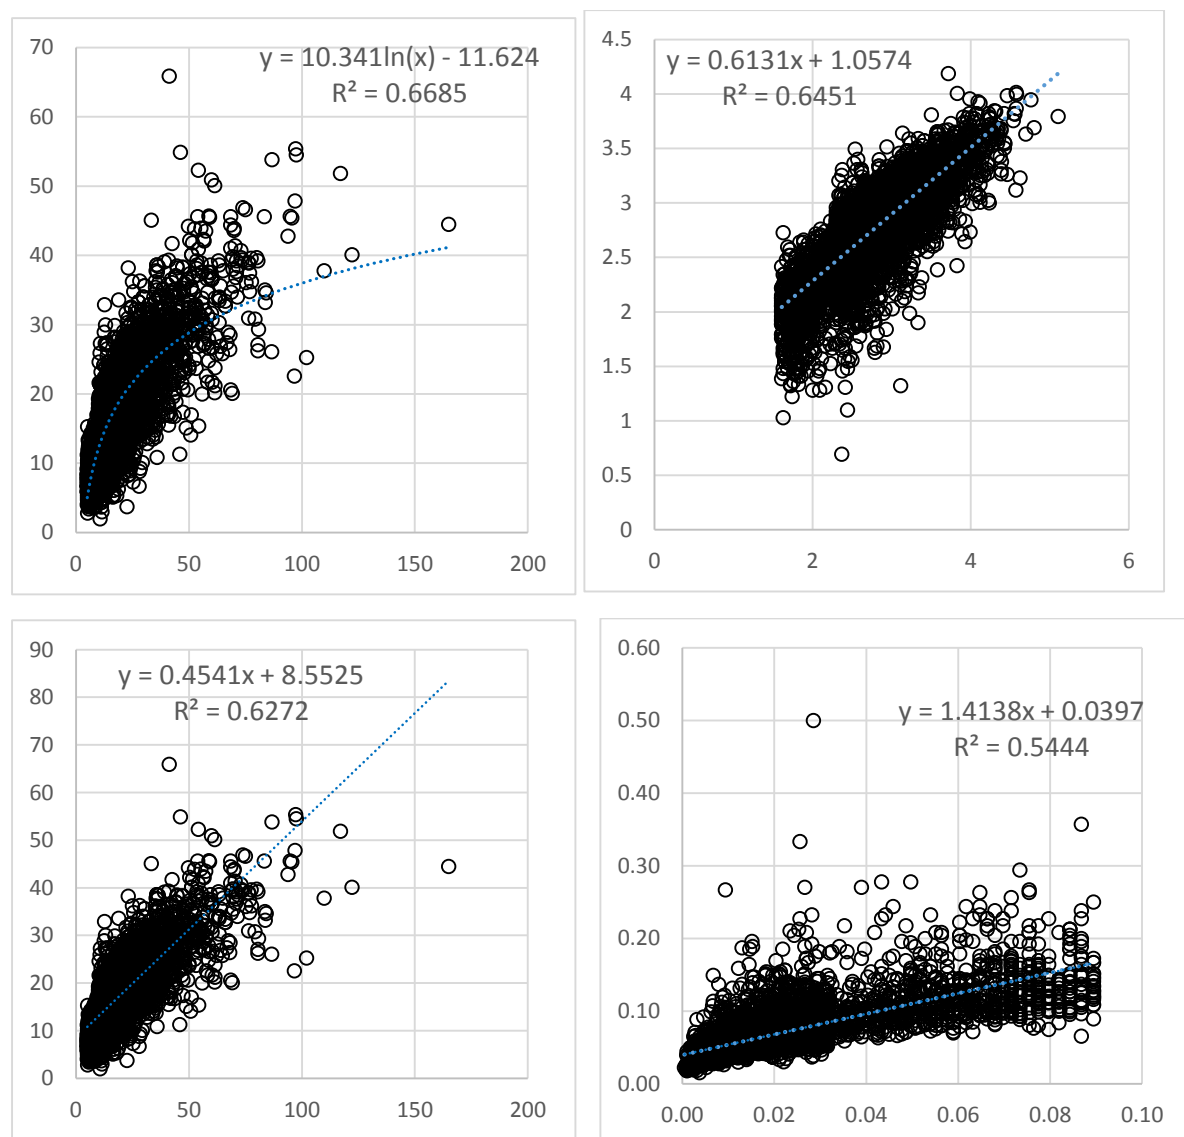 y = 10.341ln(x) - 11.624
R² = 0.6685
70
60
50
40
30
20
10
0
0 50 100 150 200
y = 0.6131x + 1.0574
R² = 0.6451
4.5
4
3.5
3
2.5
2
1.5
1
0.5
0
0 2 4 6
y = 0.4541x + 8.5525
R² = 0.6272
90
80
70
60
50
40
30
20
10
0
0 50 100 150 200
y = 1.4138x + 0.0397
R² = 0.5444
0.60
0.50
0.40
0.30
0.20
0.10
0.00
0.00 0.02 0.04 0.06 0.08 0.10